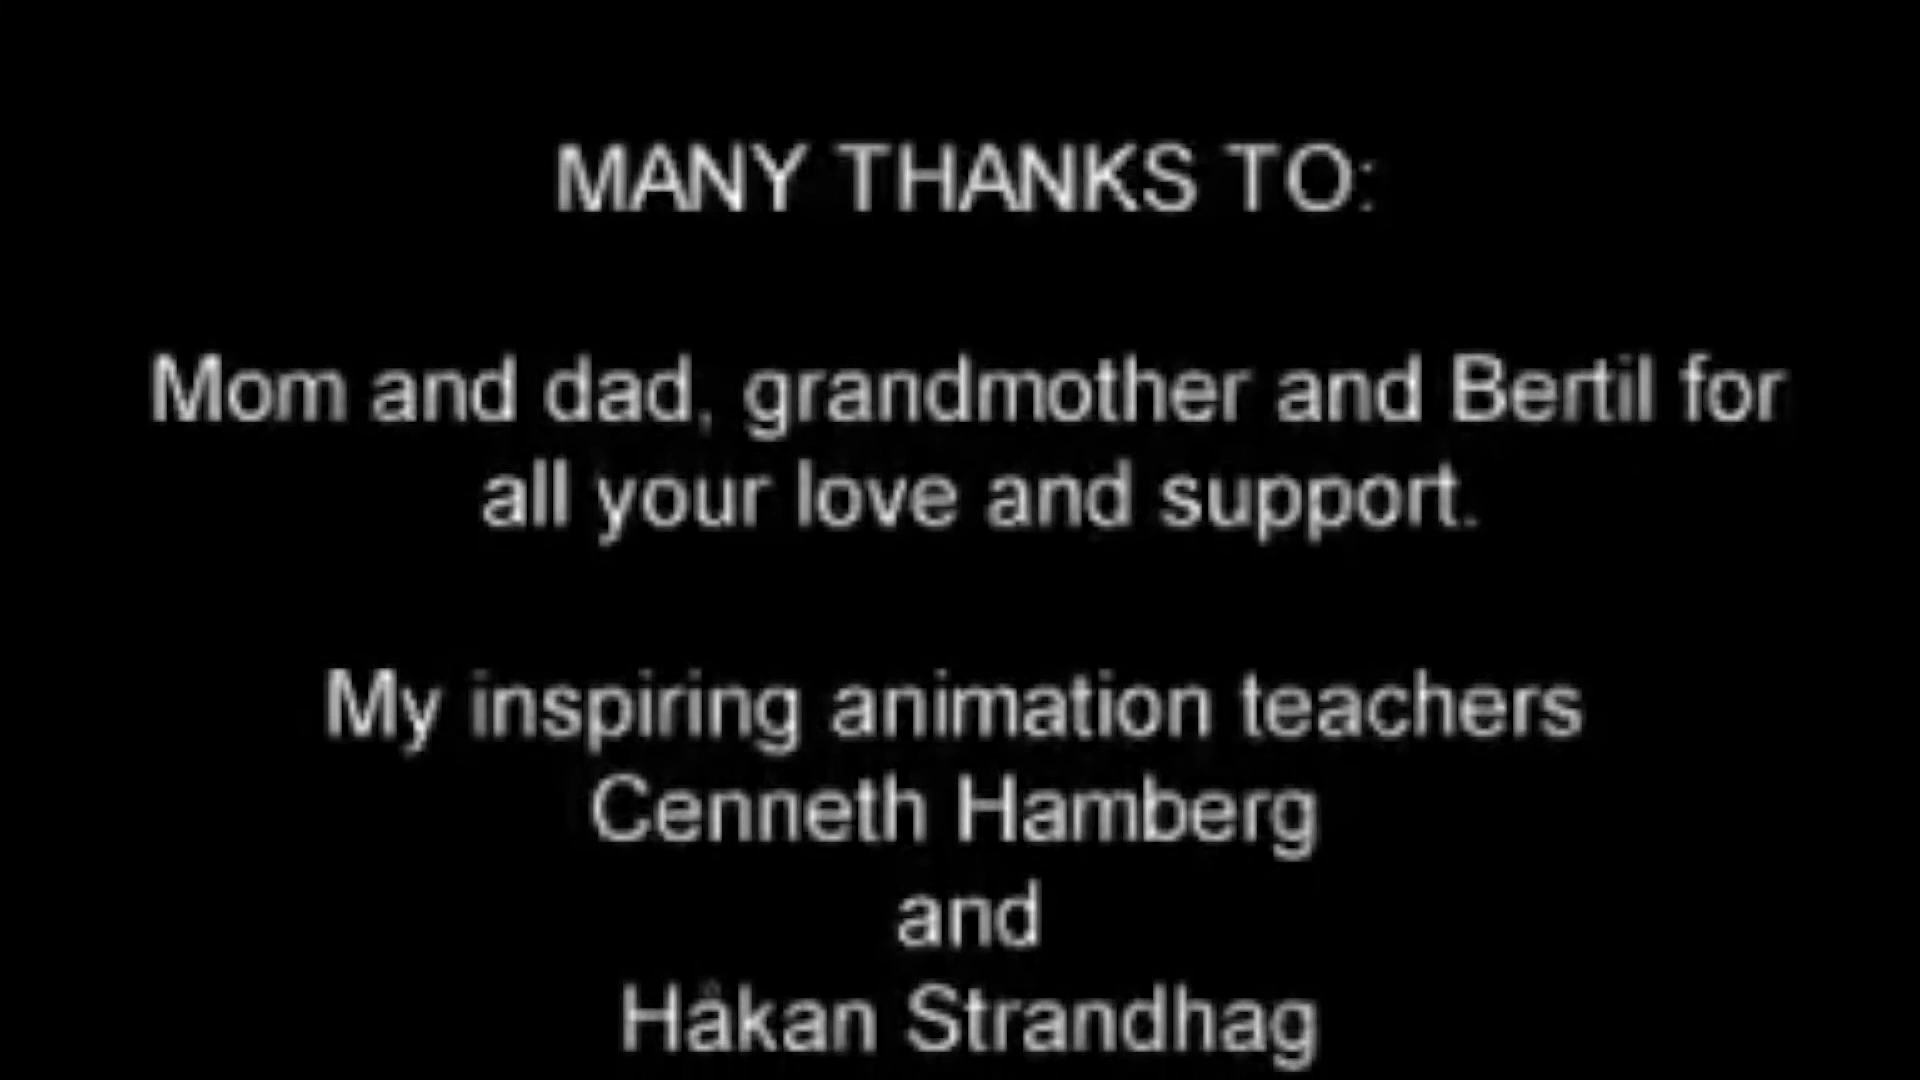 MANY THANKS TO:
Mom and dad, grandmother and Bertil for
all your love and support.
My inspiring animation teachers
Cenneth Hamberg
and
Håkan Strandhag